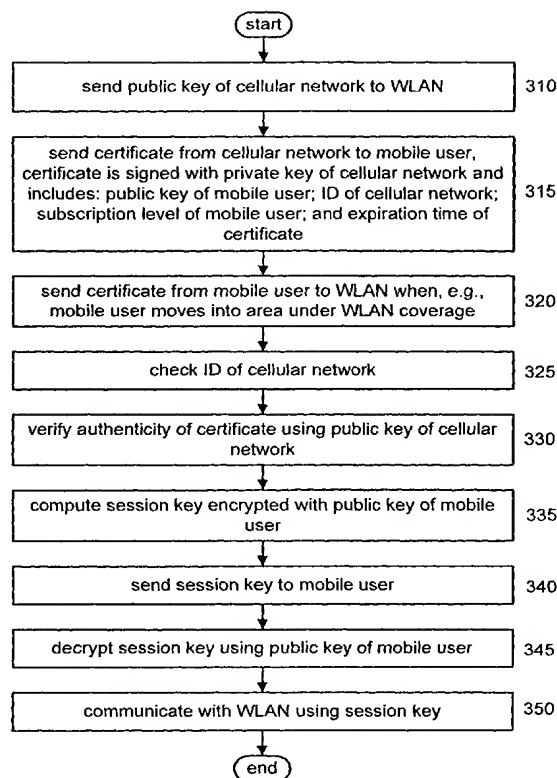 start
send public key of cellular network to WLAN
310
send certificate from cellular network to mobile user,
certificate is signed with private key of cellular network and
includes: public key of mobile user; ID of cellular network;
subscription level of mobile user; and expiration time of
certificate
315
send certificate from mobile user to WLAN when, e.g.,
mobile user moves into area under WLAN coverage
320
check ID of cellular network
325
verify authenticity of certificate using public key of cellular
network
330
compute session key encrypted with public key of mobile
user
335
send session key to mobile user
340
decrypt session key using public key of mobile user
345
communicate with WLAN using session key
350
end